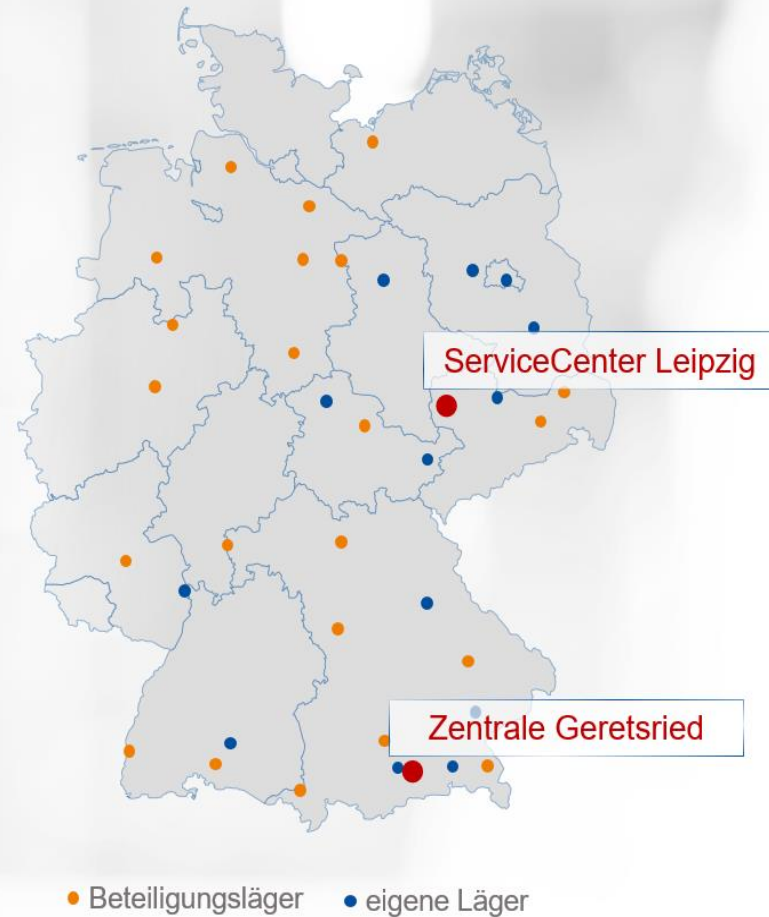 ServiceCenter Leipzig
Zentrale Geretsried
Beteiligungsläger
eigene Läger